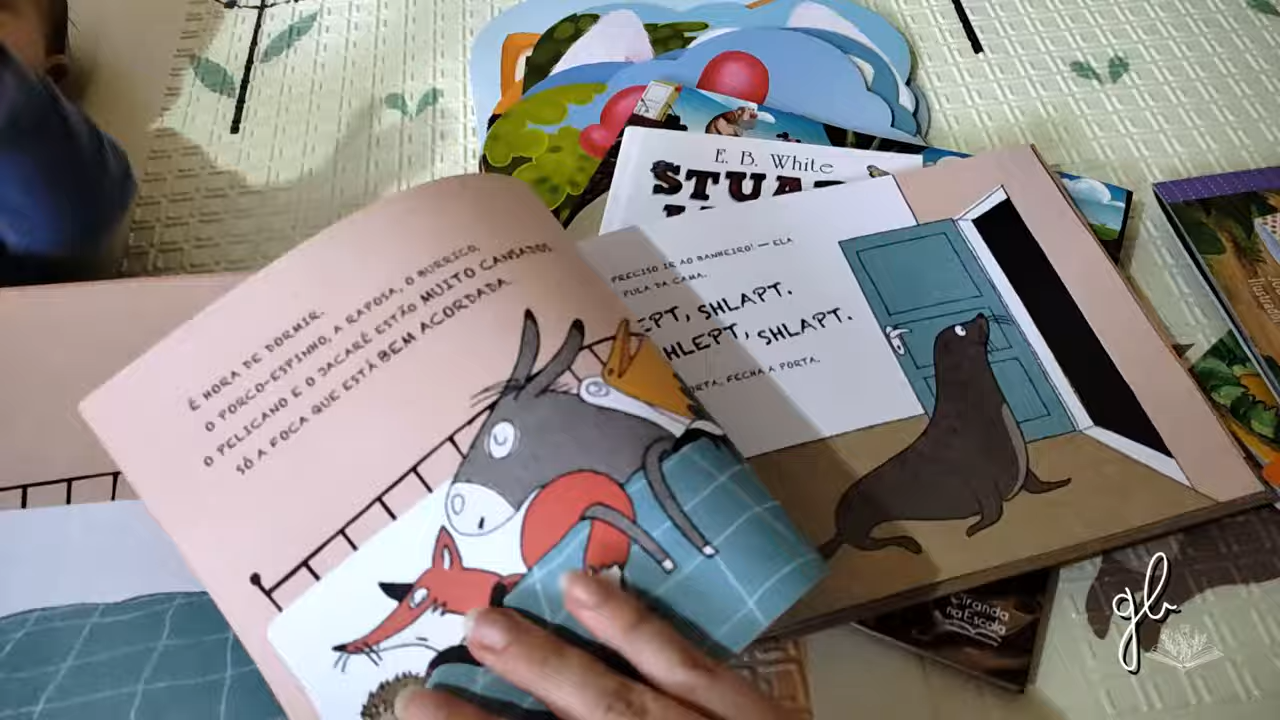 E. B. White
STUA
É HORA DE DORMIR.
O PORCO-ESPINHO, A RAPOSA, O BURRICO,
O PELICANO E O JACARÉ ESTÃO MUITO CANSADOS
SÓ A FOCA QUE ESTÁ BEM ACORDADA.
PRECISO IR AO BANHEIRO! — ELA
PULA DA CAMA.
EPT, SHLAPT.
HLEPT, SHLAPT.
ORTA, FECHA A PORTA.
Ciranda
na Escola
Ilustrado
gb